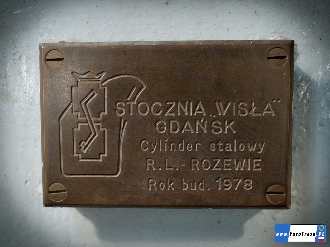 STOCZNIA „WISŁA"
GDAŃSK
Cylinder stalowy
R.L.-ROZEWIE
Rok bud. 1978